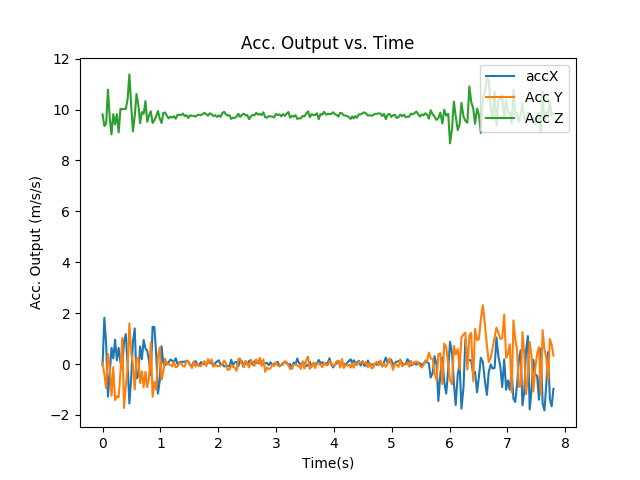 Acc. Output vs. Time
12
10
8
6
4
2
0
−2
Acc. Output (m/s/s)
accX
Acc Y
Acc Z
0 1 2 3 4 5 6 7 8
Time(s)